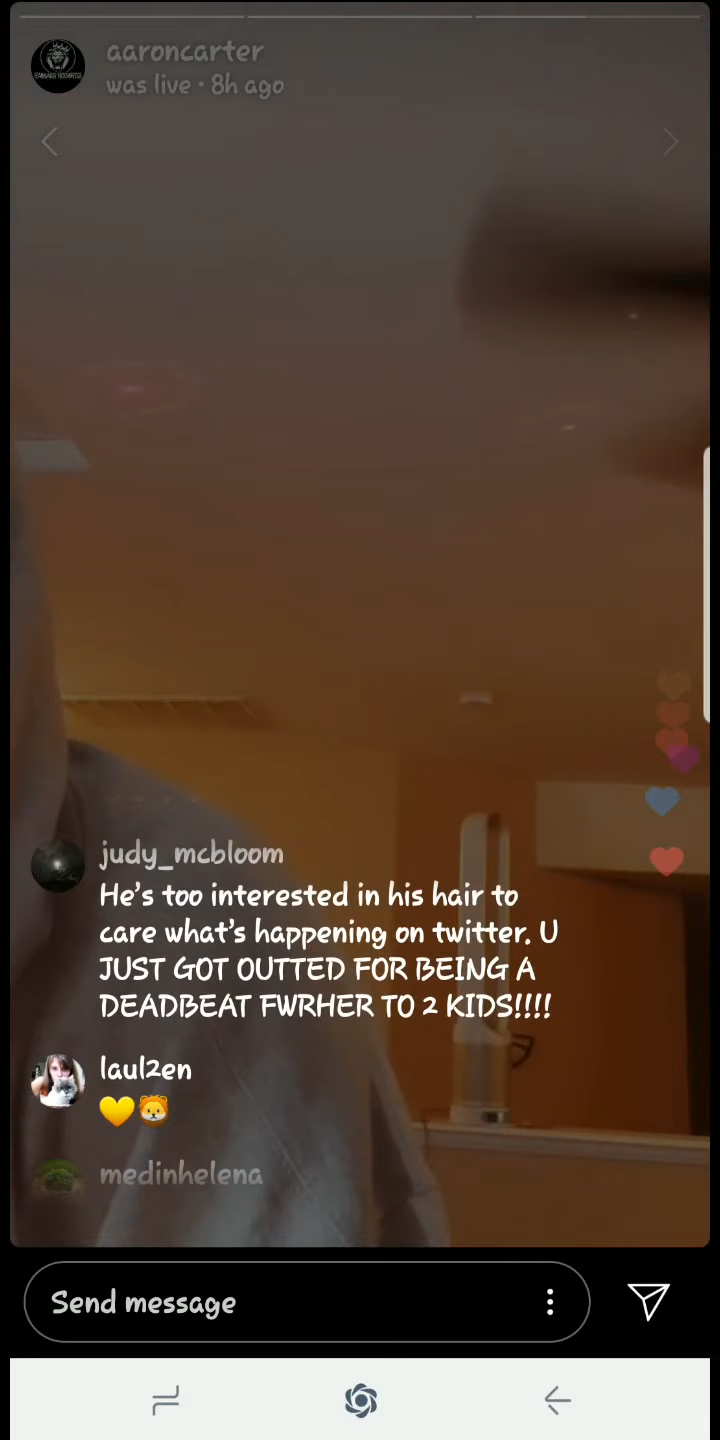 aaroncarter
was live • 8h ago
judy_mcbloom
He's too interested in his hair to
care what's happening on twitter. U
JUST GOT OUTTED FOR BEING A
DEADBEAT FWRHER TO 2 KIDS!!!!
laul2en
💛🦁
medinhelena
Send message